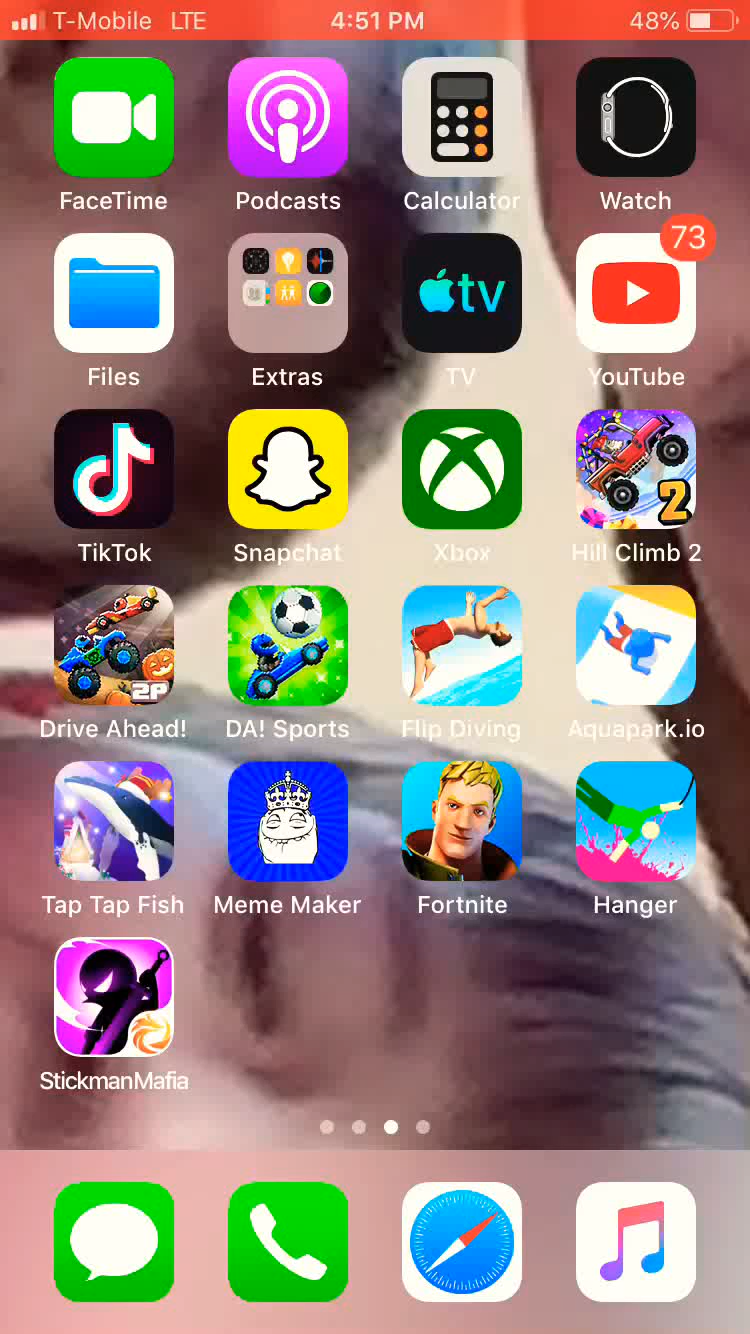 T-Mobile LTE 4:51 PM 48%
FaceTime Podcasts Calculator Watch
73
tv
Files Extras TV YouTube
2
TikTok Snapchat Xbox Hill Climb 2
2P
Drive Ahead! DA! Sports Flip Diving Aquapark.io
Tap Tap Fish Meme Maker Fortnite Hanger
StickmanMafia